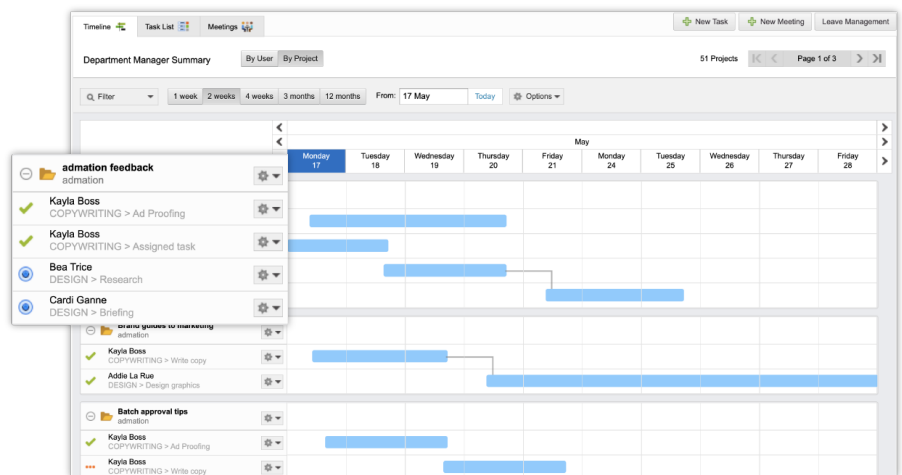 Timeline
Task List
Meetings
New Task
New Meeting
Leave Management
Department Manager Summary
By User
By Project
51 Projects
Page 1 of 3
Filter
1 week
2 weeks
4 weeks
3 months
12 months
From:
17 May
Today
Options
May
Monday
17
Tuesday
18
Wednesday
19
Thursday
20
Friday
21
Monday
24
Tuesday
25
Wednesday
26
Thursday
27
Friday
28
admation feedback
admation
Kayla Boss
COPYWRITING > Ad Proofing
Kayla Boss
COPYWRITING > Assigned task
Bea Trice
DESIGN > Research
Cardi Ganne
DESIGN > Briefing
Brand guides to marketing
admation
Kayla Boss
COPYWRITING > Write copy
Addie La Rue
DESIGN > Design graphics
Batch approval tips
admation
Kayla Boss
COPYWRITING > Ad Proofing
Kayla Boss
COPYWRITING > Write copy